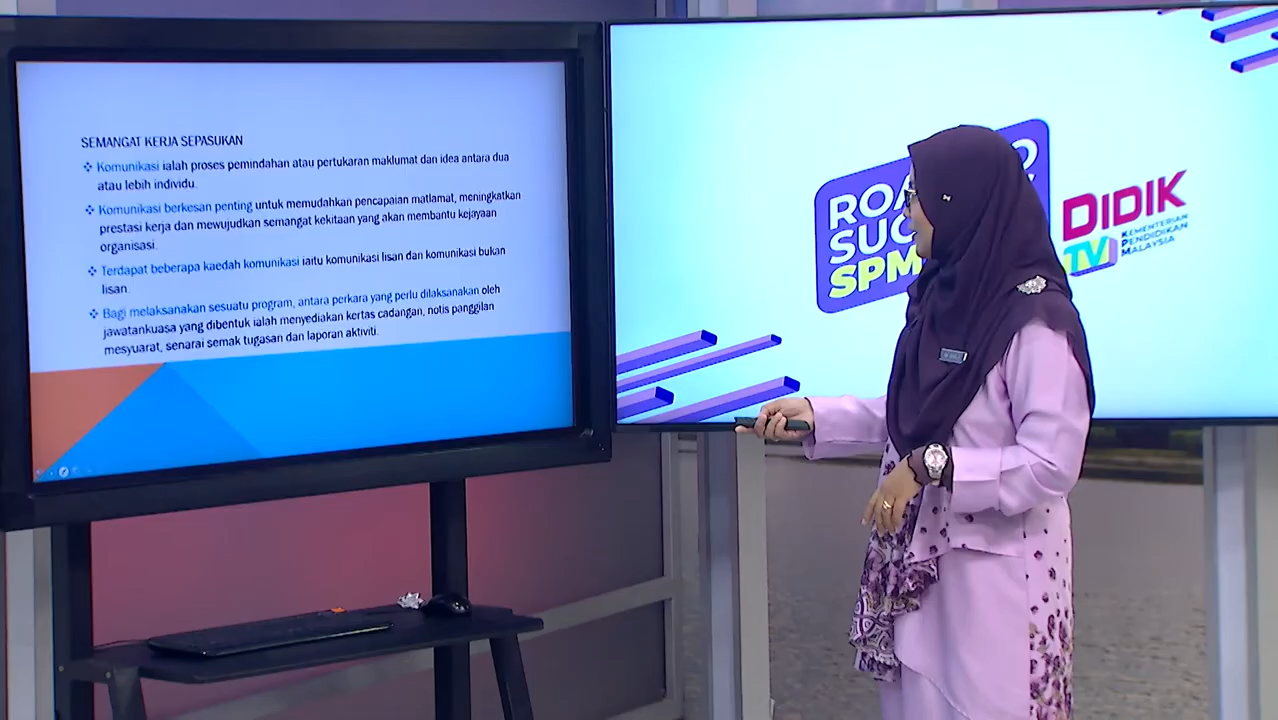 SEMANGAT KERJA SEPASUKAN
❖ Komunikasi ialah proses pemindahan atau pertukaran maklumat dan idea antara dua
atau lebih individu.
❖ Komunikasi berkesan penting untuk memudahkan pencapaian matlamat, meningkatkan
prestasi kerja dan mewujudkan semangat kekitaan yang akan membantu kejayaan
organisasi.
❖ Terdapat beberapa kaedah komunikasi iaitu komunikasi lisan dan komunikasi bukan
lisan.
❖ Bagi melaksanakan sesuatu program, antara perkara yang perlu dilaksanakan oleh
jawatankuasa yang dibentuk ialah menyediakan kertas cadangan, notis panggilan
mesyuarat, senarai semak tugasan dan laporan aktiviti.
SPM
DIDIK
TV
KEMENTERIAN
PENDIDIKAN
MALAYSIA